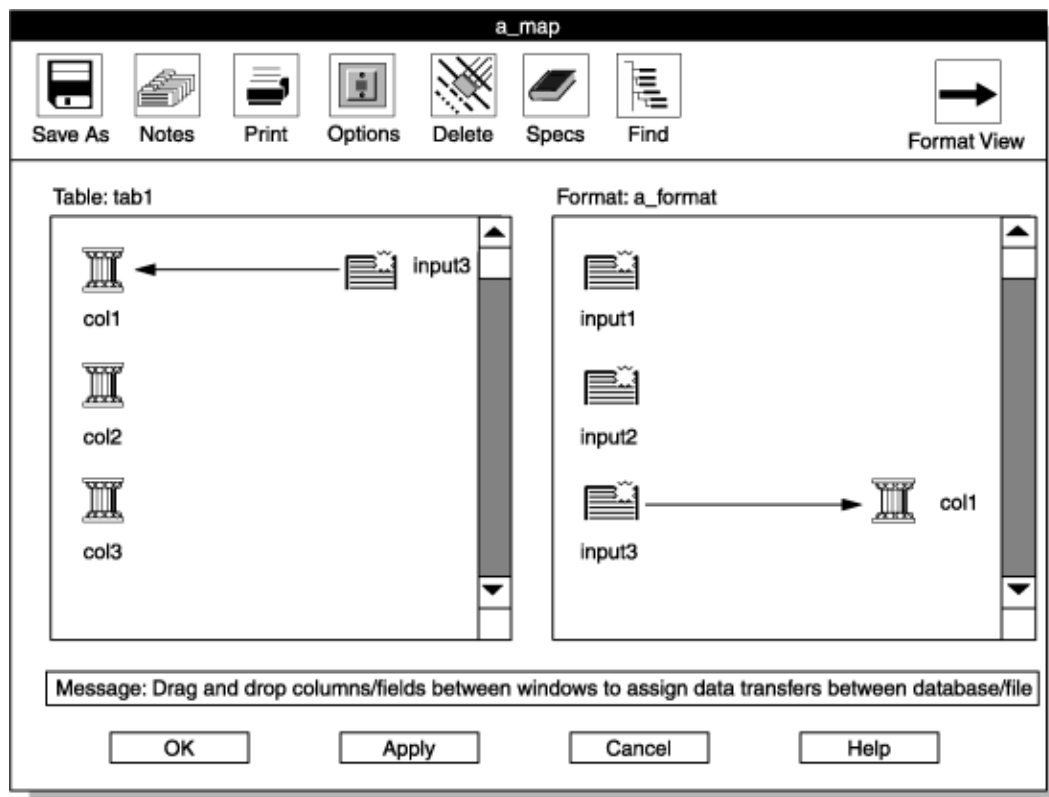 a_map
Save As Notes Print Options Delete Specs Find Format View
Table: tab1 Format: a_format
input3
col1 input1
col2 input2
col1
col3 input3
Message: Drag and drop columns/fields between windows to assign data transfers between database/file
OK Apply Cancel Help